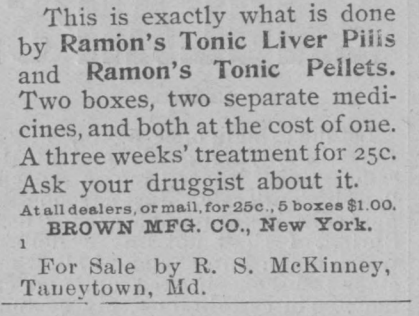 This is exactly what is done
by Ramon's Tonic Liver Pills
and Ramon's Tonic Pellets.
Two boxes, two separate medi-
cines, and both at the cost of one.
A three weeks' treatment for 25c.
Ask your druggist about it.
At all dealers, or mail, for 25c., 5 boxes $1.00.
BROWN MFG. CO., New York.
1
For Sale by R. S. McKinney,
Taneytown, Md.